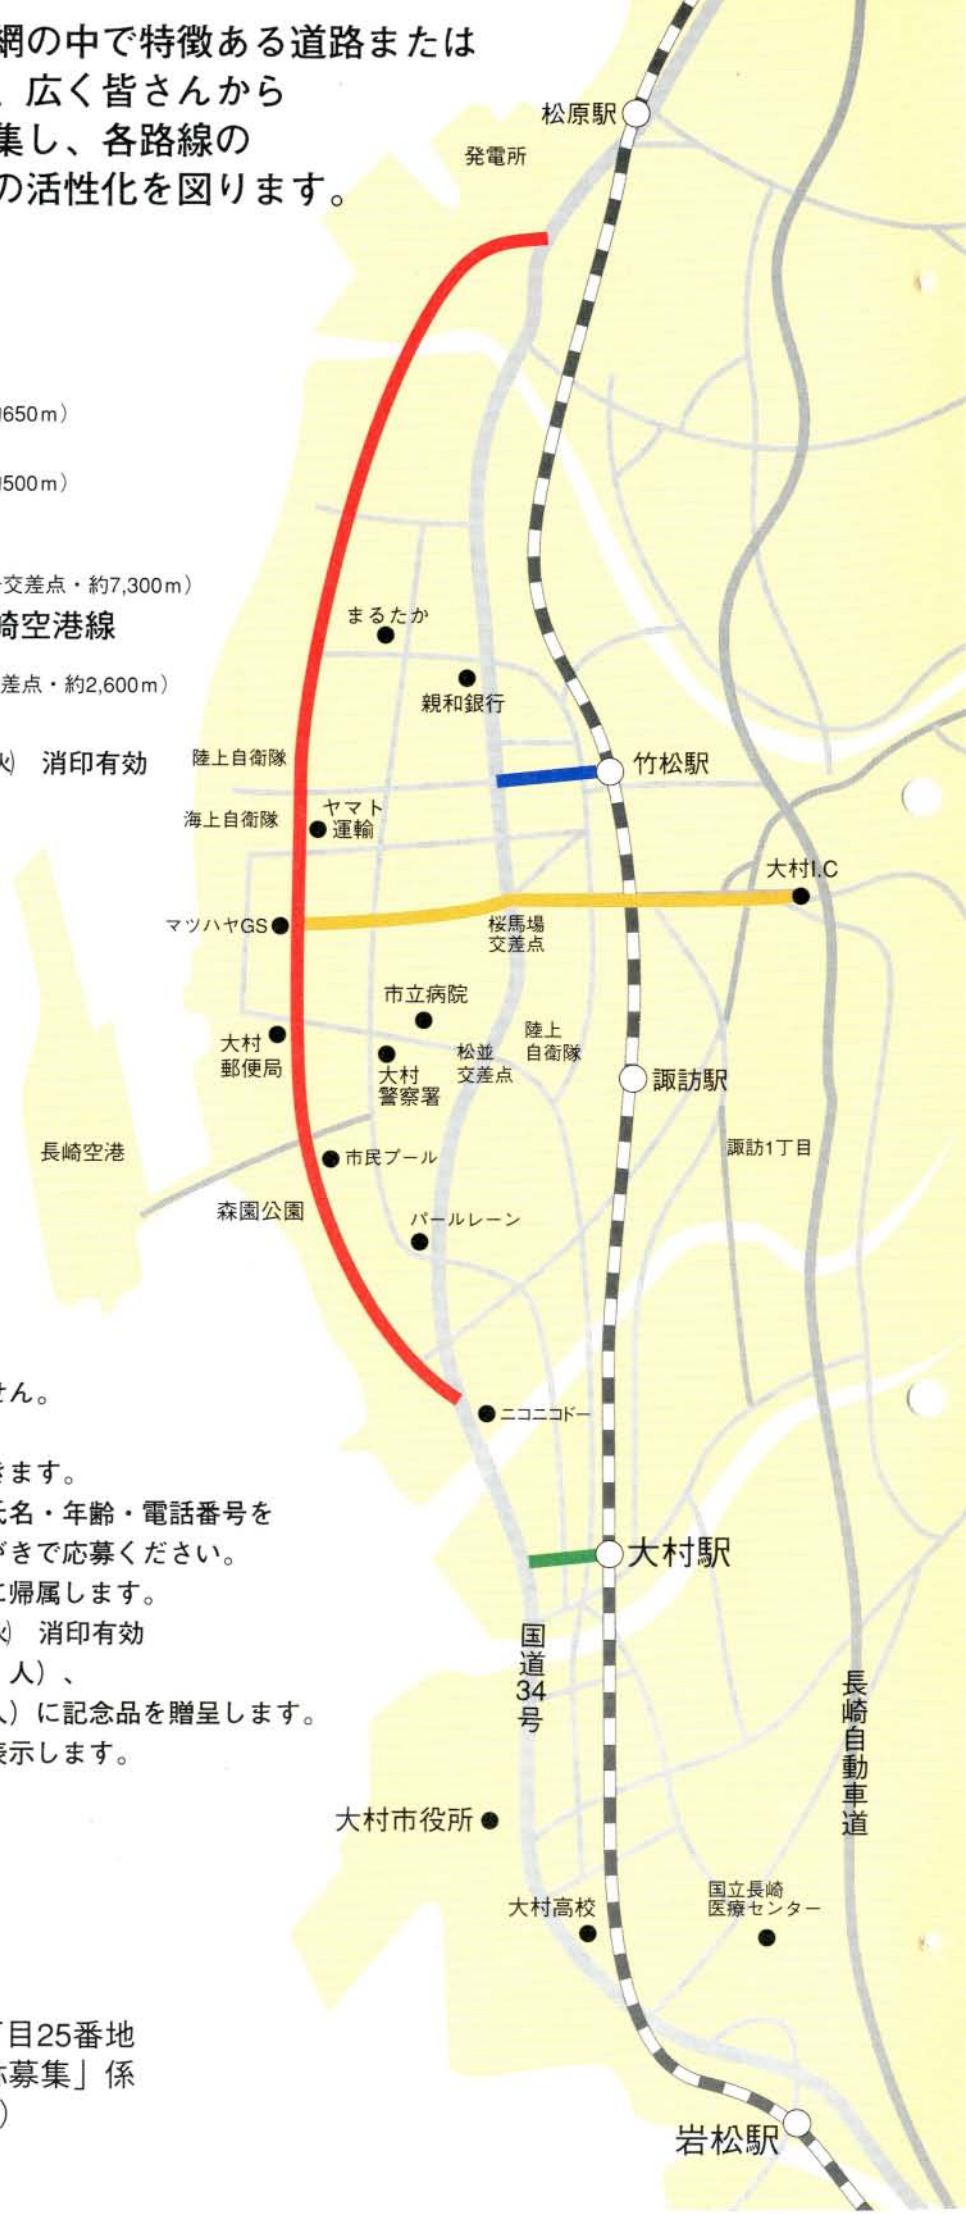 網の中で特徴ある道路または
、広く皆さんから
集し、各路線の
の活性化を図ります。
松原駅
発電所
650m）
500m）
交差点・約7,300m）
崎空港線
差点・約2,600m）
まるたか
親和銀行
消印有効
陸上自衛隊
竹松駅
海上自衛隊
ヤマト
運輸
大村I.C
マツハヤGS
桜馬場
交差点
市立病院
大村
郵便局
大村
警察署
松並
交差点
陸上
自衛隊
諏訪駅
長崎空港
市民プール
諏訪1丁目
森園公園
パールレーン
せん。
ニコニコドー
きます。
氏名・年齢・電話番号を
がきで応募ください。
大村駅
に帰属します。
消印有効
人）、
人）に記念品を贈呈します。
表示します。
国道34号
長崎自動車道
大村市役所
大村高校
国立長崎
医療センター
目25番地
募集」係
）
岩松駅